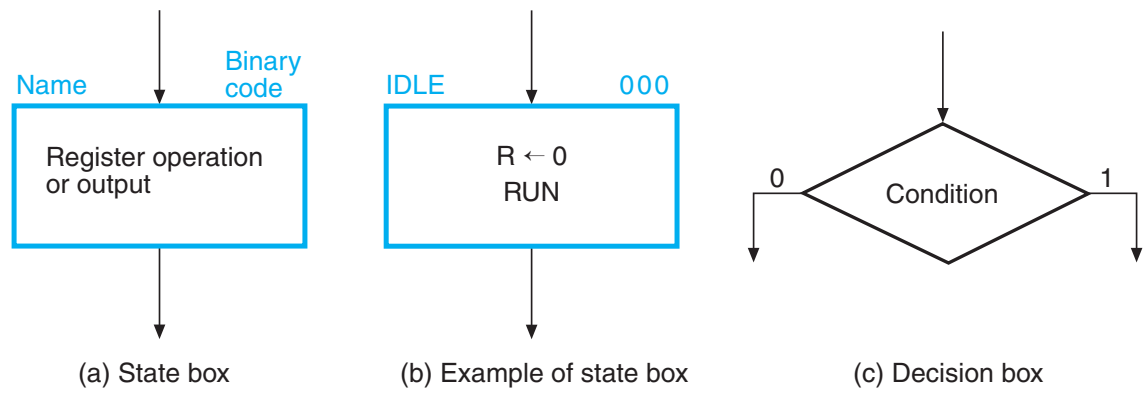 Name
Binary
code
Register operation
or output
(a) State box
IDLE
000
R ← 0
RUN
(b) Example of state box
0
Condition
1
(c) Decision box